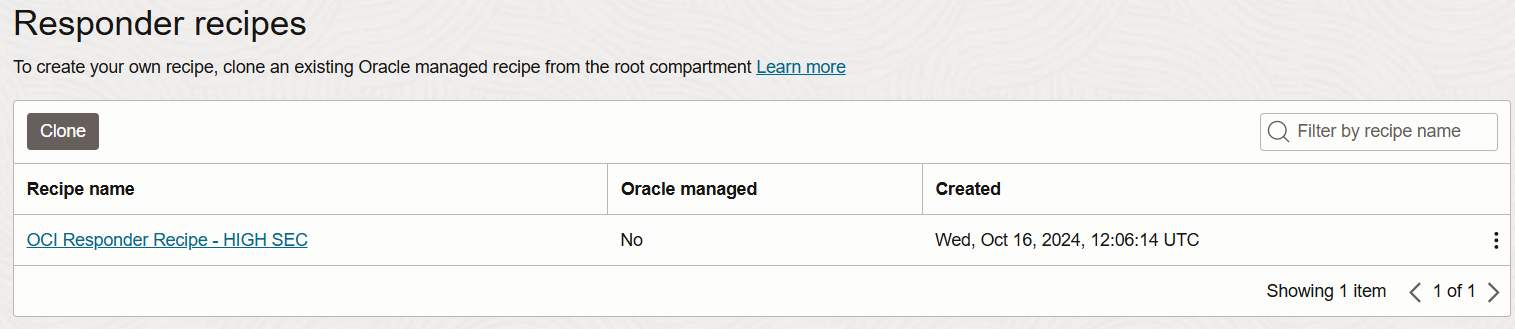 Responder recipes
To create your own recipe, clone an existing Oracle managed recipe from the root compartment Learn more
Clone
Filter by recipe name
Recipe name Oracle managed Created
OCI Responder Recipe - HIGH SEC No Wed, Oct 16, 2024, 12:06:14 UTC
Showing 1 item 1 of 1